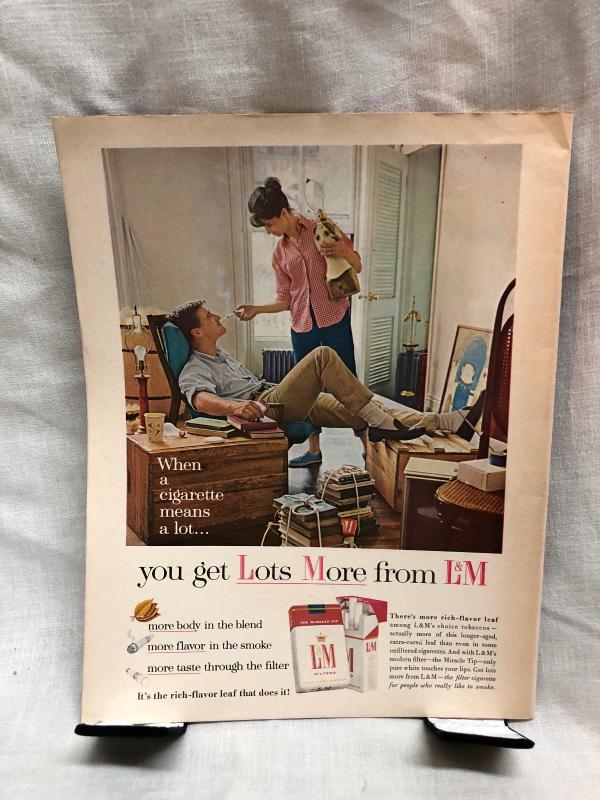 When
a
cigarette
means
a lot...
you get Lots More from L&M
more body in the blend
more flavor in the smoke
more taste through the filter
It's the rich-flavor leaf that does it!
THE MIRACLE TIP
L&M
FILTERS
L&M
LM
There's more rich-flavor leaf
among L&M's choice tobaccos—
actually more of this longer-aged,
extra-cured leaf than even in some
unfiltered cigarettes. And with L&M's
modern filter—the Miracle Tip—only
pure white touches your lips. Get lots
more from L&M—the filter cigarette
for people who really like to smoke.